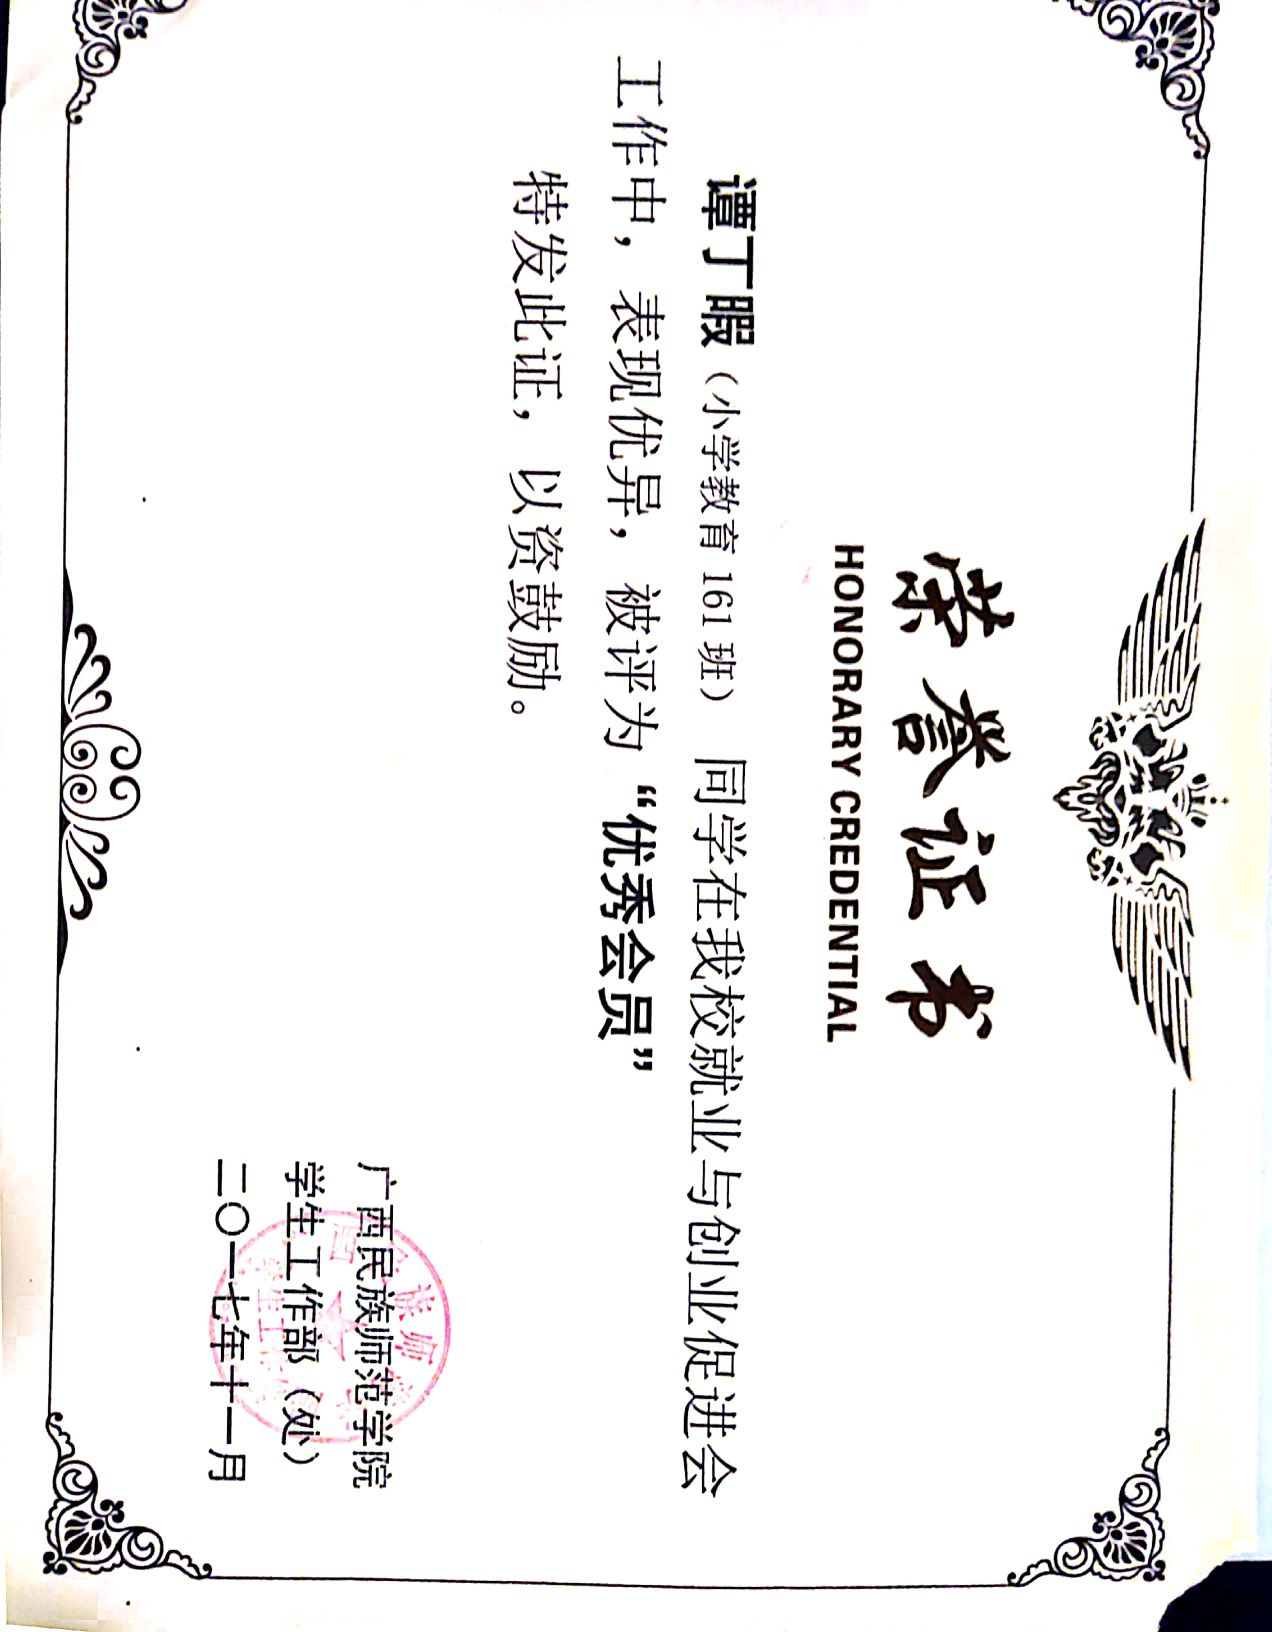 荣誉证书
HONORARY CREDENTIAL
谭丁暇（小学教育 161 班） 同学在我校就业与创业促进会
工作中，表现优异，被评为“优秀会员”
特发此证，以资鼓励。
广西民族师范学院
学生工作部（处）
二〇一七年十一月